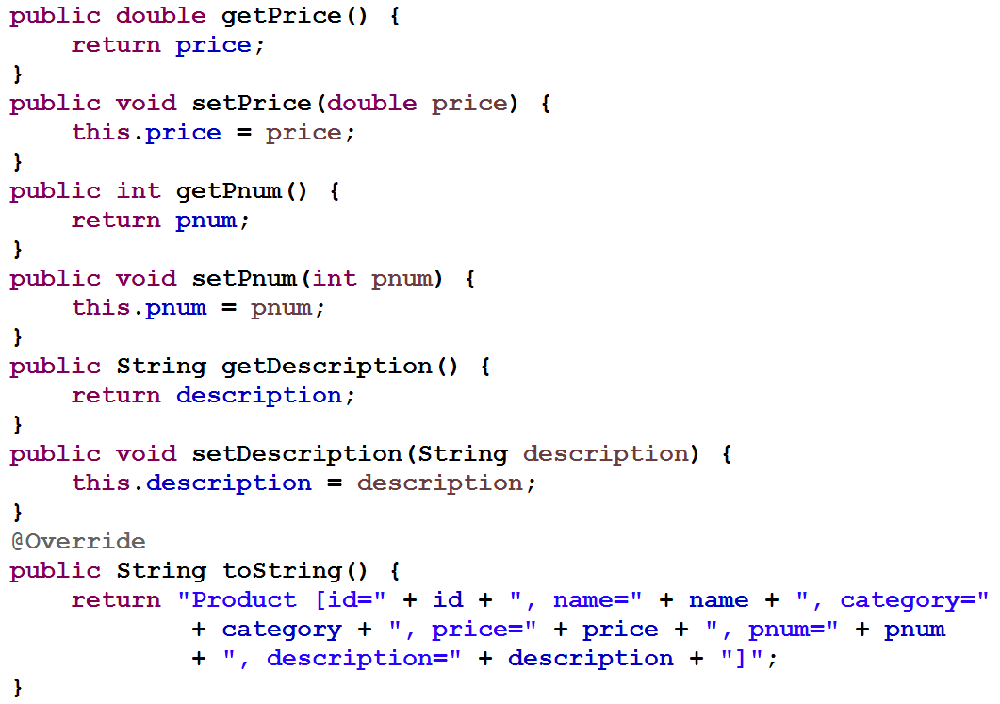 public double getPrice() {
    return price;
}
public void setPrice(double price) {
    this.price = price;
}
public int getPnum() {
    return pnum;
}
public void setPnum(int pnum) {
    this.pnum = pnum;
}
public String getDescription() {
    return description;
}
public void setDescription(String description) {
    this.description = description;
}
@Override
public String toString() {
    return "Product [id=" + id + ", name=" + name + ", category="
            + category + ", price=" + price + ", pnum=" + pnum
            + ", description=" + description + "]";
}